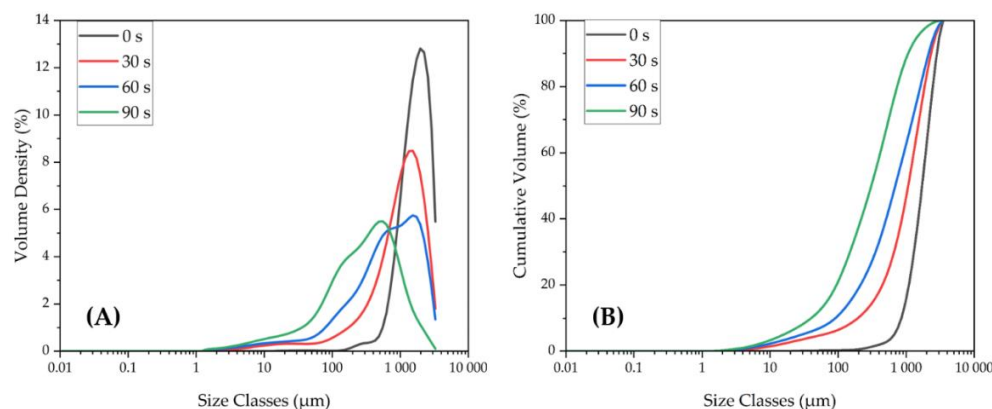 14
12
10
8
6
4
2
0
Volume Density (%)
0 s
30 s
60 s
90 s
(A)
0.01 0.1 1 10 100 1 000 10 000
Size Classes (µm)
100
80
60
40
20
0
Cumulative Volume (%)
0 s
30 s
60 s
90 s
(B)
0.01 0.1 1 10 100 1 000 10 000
Size Classes (µm)